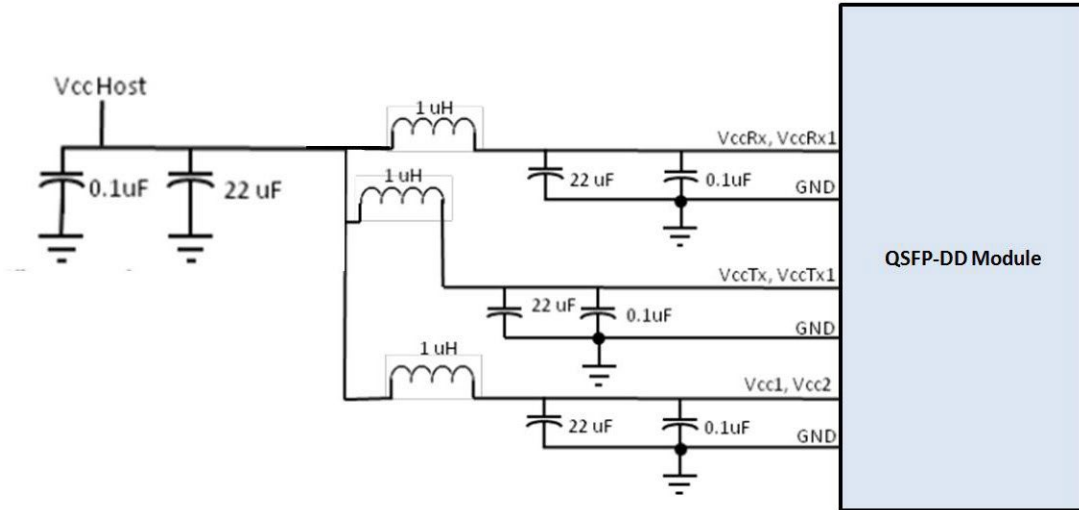 VccHost
0.1uF
22 uF
1 uH
VccRx, VccRx1
22 uF
0.1uF
GND
1 uH
VccTx, VccTx1
22 uF
0.1uF
GND
1 uH
Vcc1, Vcc2
22 uF
0.1uF
GND
QSFP-DD Module